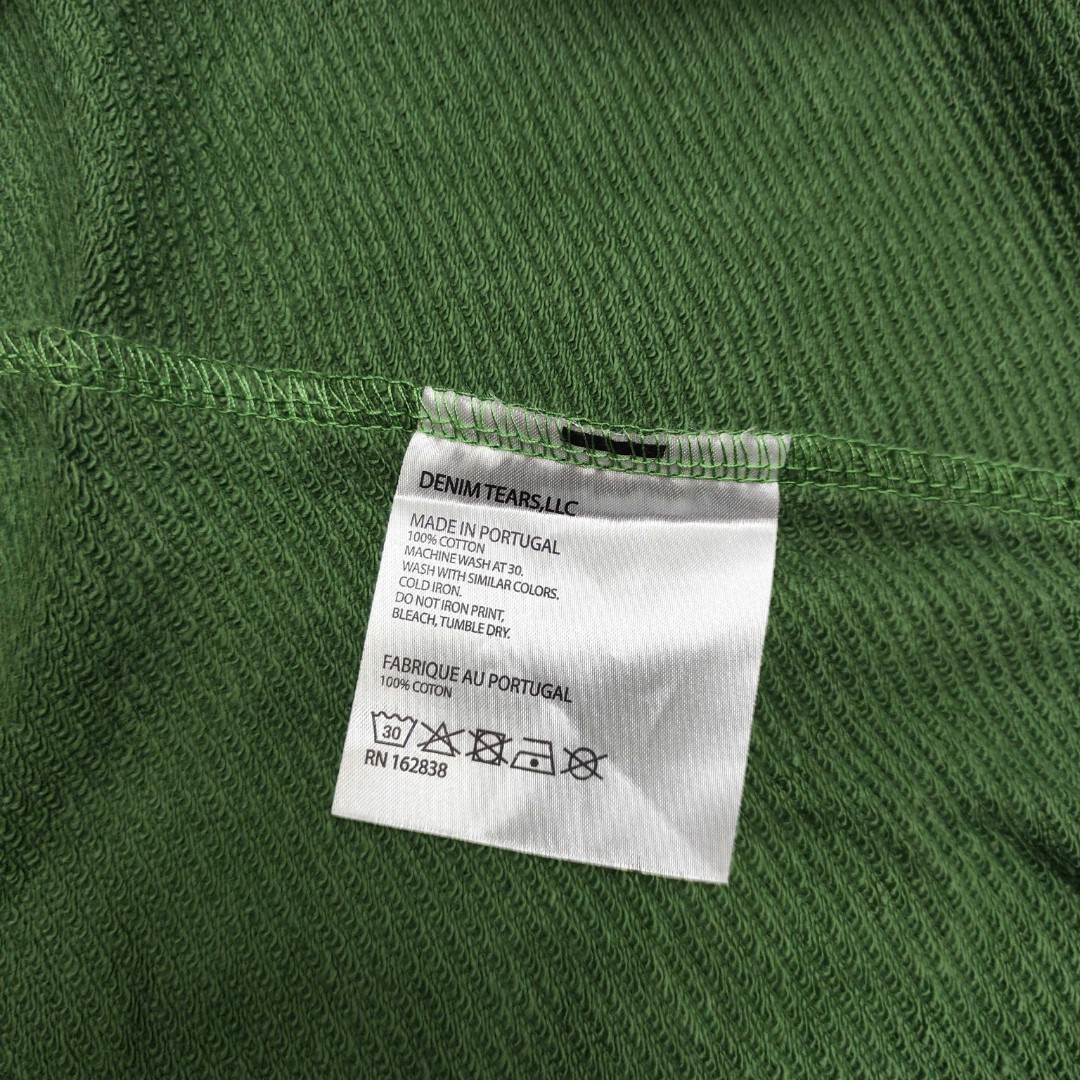 DENIM TEARS,LLC
MADE IN PORTUGAL
100% COTTON
MACHINE WASH AT 30.
WASH WITH SIMILAR COLORS.
COLD IRON.
DO NOT IRON PRINT,
BLEACH, TUMBLE DRY.
FABRIQUE AU PORTUGAL
100% COTON
30
RN 162838